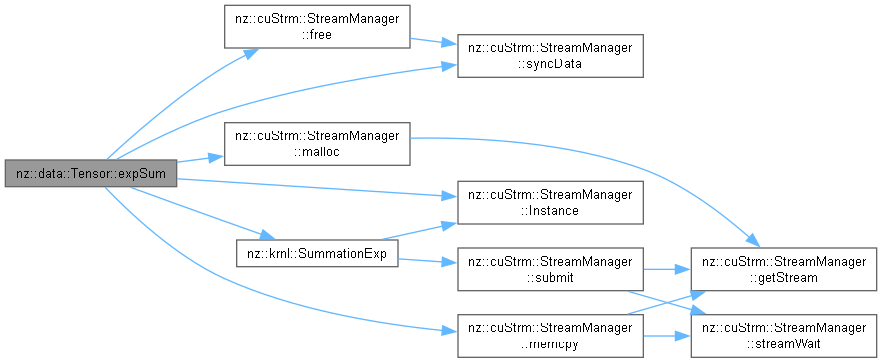 nz::cuStrm::StreamManager
::free
nz::cuStrm::StreamManager
::syncData
nz::cuStrm::StreamManager
::malloc
nz::data::Tensor::expSum
nz::cuStrm::StreamManager
::Instance
nz::krnl::SummationExp
nz::cuStrm::StreamManager
::submit
nz::cuStrm::StreamManager
::getStream
nz::cuStrm::StreamManager
::memcpy
nz::cuStrm::StreamManager
::streamWait